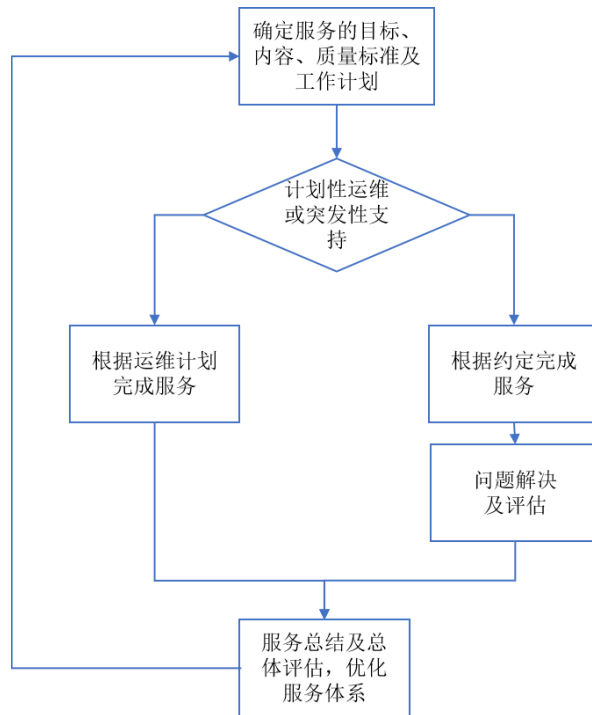 确定服务的目标、
内容、质量标准及
工作计划
计划性运维
或突发性支
持
根据运维计划
完成服务
根据约定完成
服务
问题解决
及评估
服务总结及总
体评估，优化
服务体系